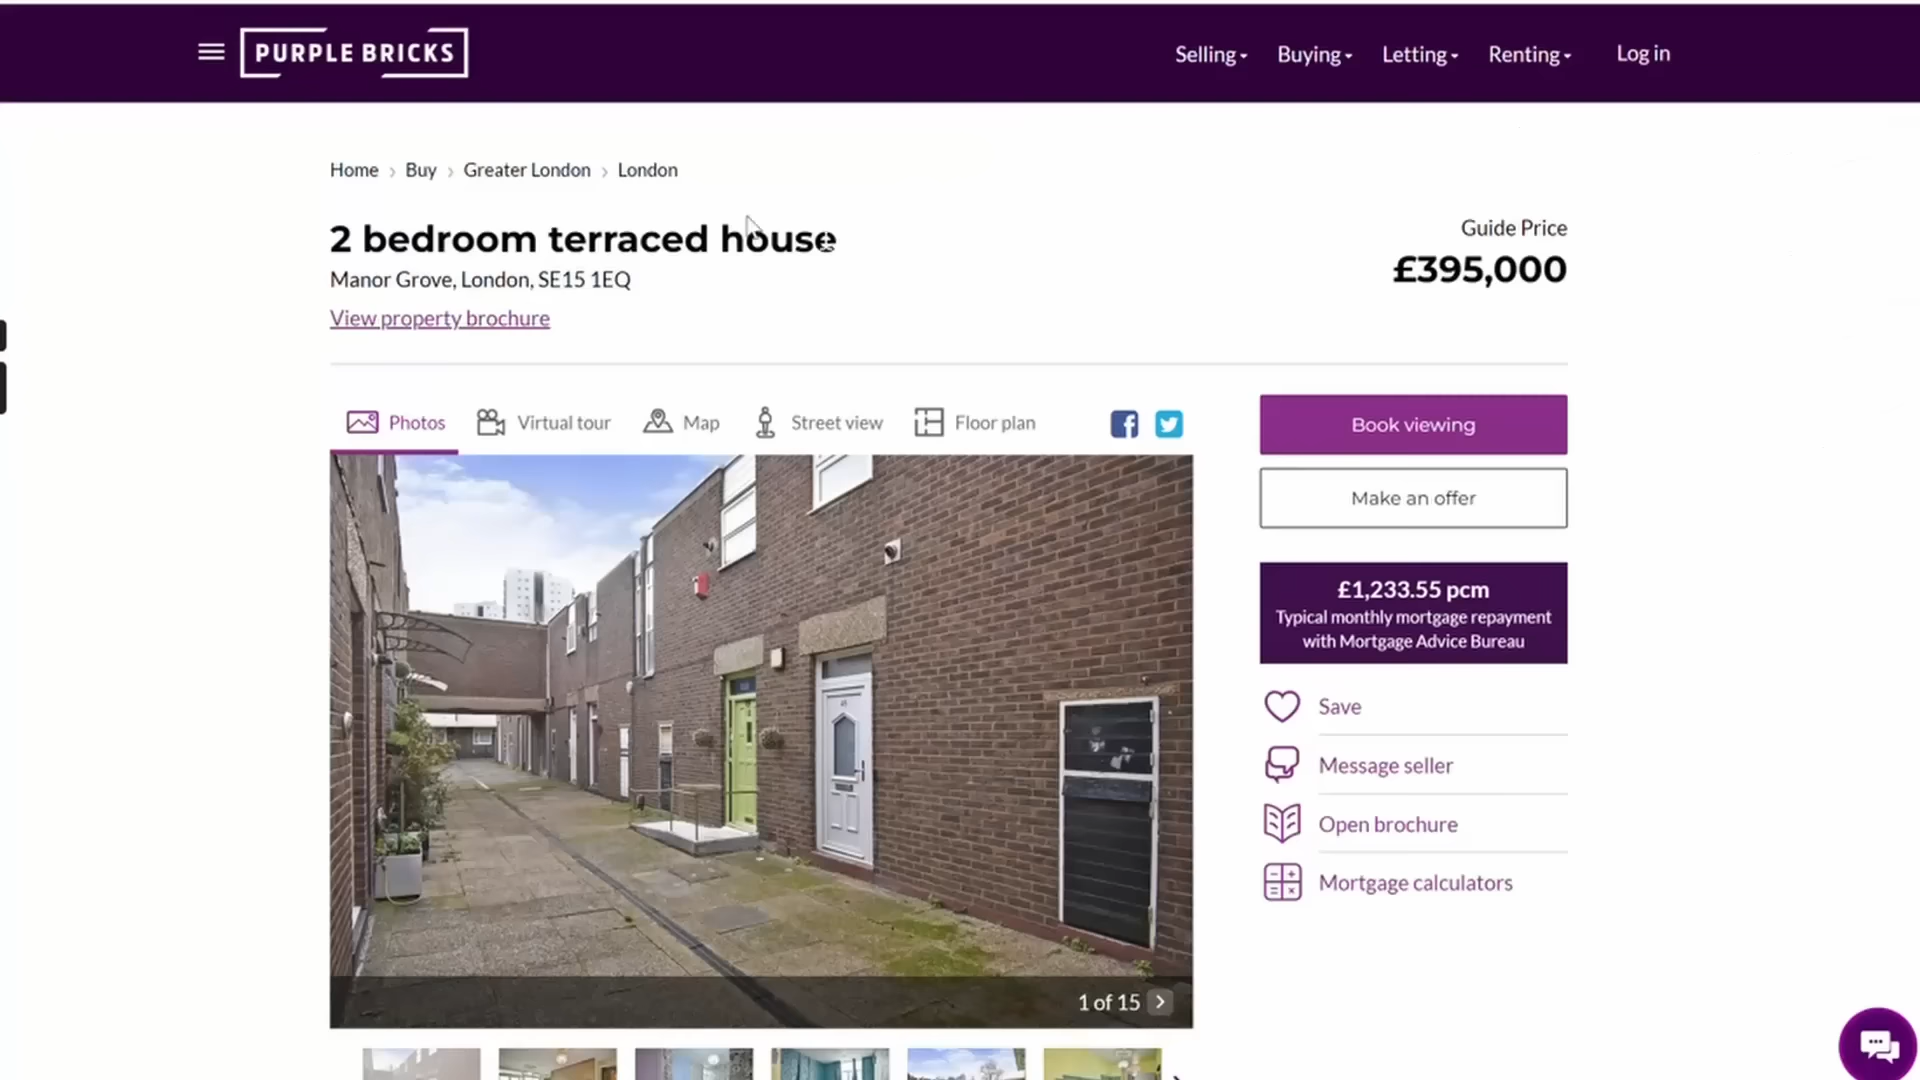 PURPLE BRICKS
Selling
Buying
Letting
Renting
Log in
Home > Buy > Greater London > London
2 bedroom terraced house
Manor Grove, London, SE15 1EQ
View property brochure
Guide Price
£395,000
Photos
Virtual tour
Map
Street view
Floor plan
Book viewing
Make an offer
£1,233.55 pcm
Typical monthly mortgage repayment
with Mortgage Advice Bureau
Save
Message seller
Open brochure
Mortgage calculators
1 of 15